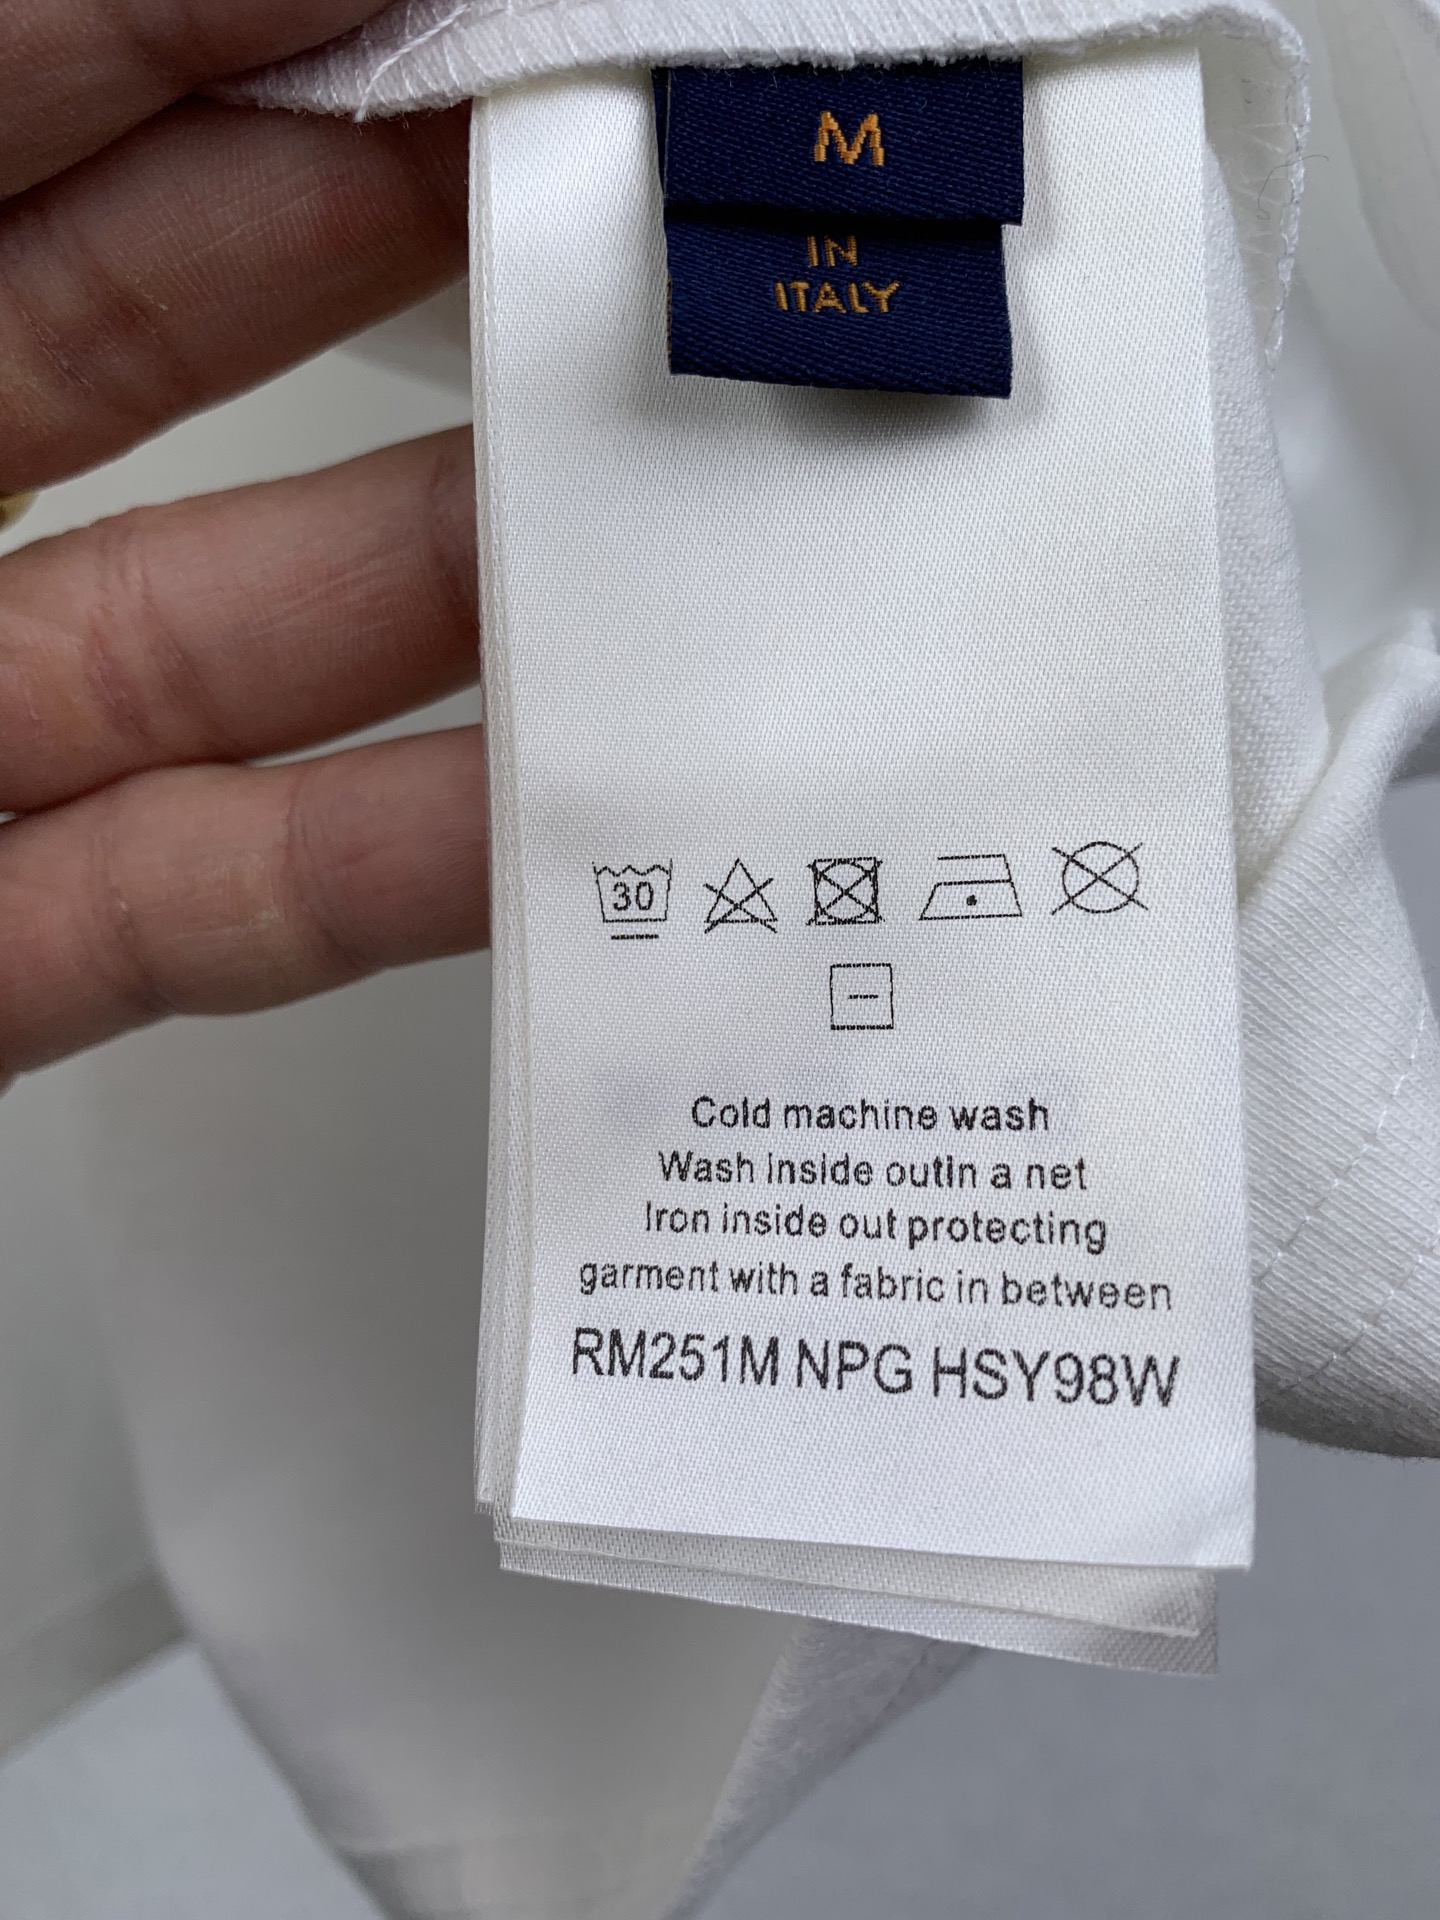 M
IN
ITALY
30
Cold machine wash
Wash inside outin a net
Iron inside out protecting
garment with a fabric in between
RM251M NPG HSY98W